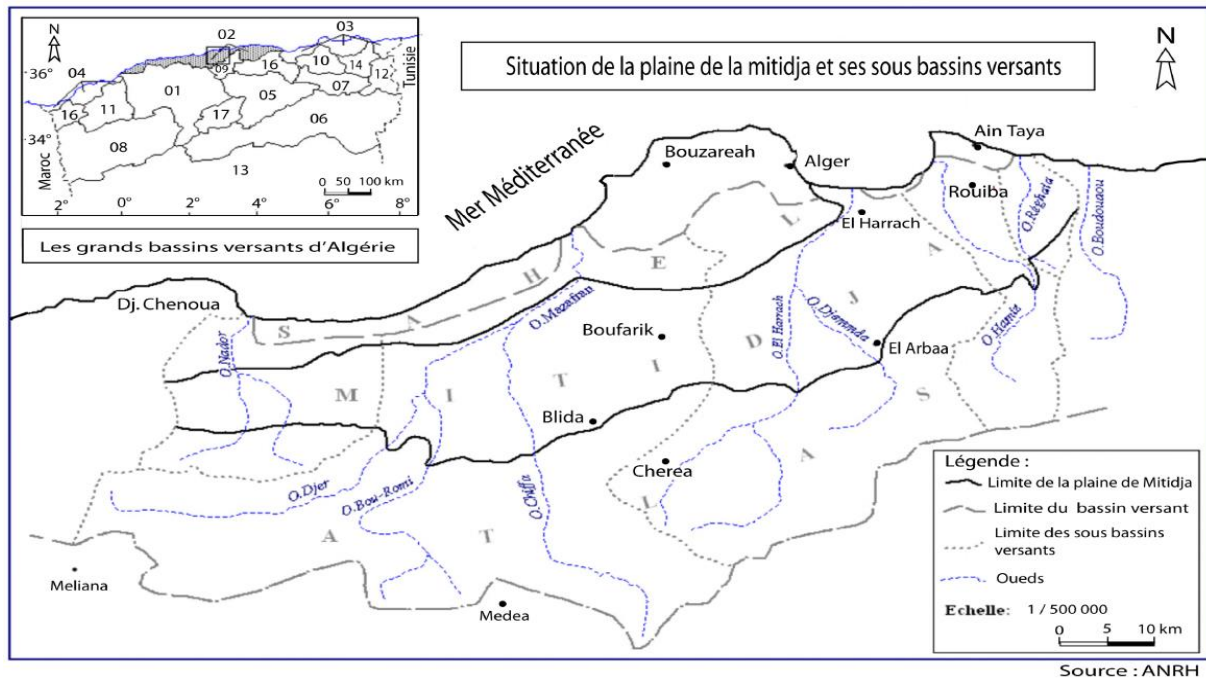 Situation de la plaine de la mitidja et ses sous bassins versants
N
N
02
03
36°
04
09
16
10
14
12
Tunisie
01
05
07
16
11
17
06
34°
08
Maroc
13
0 50 100 km
2° 0° 2° 4° 6° 8°
Les grands bassins versants d'Algérie
Mer Méditerranée
Ain Taya
Bouzareah
Alger
Rouiba
O.Réghaia
O.Boudouaou
El Harrach
Dj. Chenoua
S A H E L
O.Mazafran
O.Nador
Boufarik
O.El Harrach
O.Djemmda
O.Hamiz
El Arbaa
M I T I D J A
Blida
Cherea
O.Djer
O.Bou-Romi
O.Chiffa
A T L A S
Meliana
Medea
Légende :
Limite de la plaine de Mitidja
Limite du bassin versant
Limite des sous bassins
versants
Oueds
Echelle: 1 / 500 000
0 5 10 km
Source : ANRH